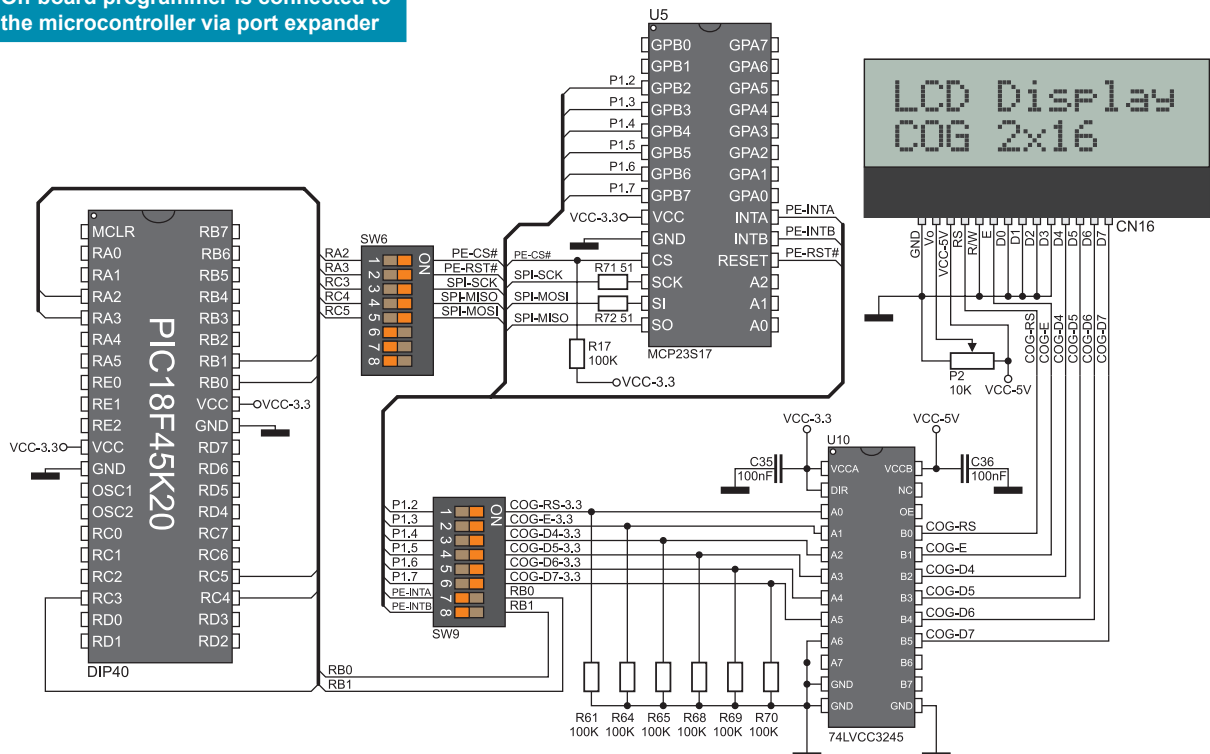 On-board programmer is connected to
the microcontroller via port expander
U5
GPB0 GPA7
GPB1 GPA6
P1.2 GPB2 GPA5
P1.3 GPB3 GPA4
P1.4 GPB4 GPA3
P1.5 GPB5 GPA2
P1.6 GPB6 GPA1
P1.7 GPB7 GPA0
VCC-3.3 VCC INTA PE-INTA
GND INTB PE-INTB
PE-CS# CS RESET PE-RST#
SPI-SCK R71 51 SCK A2
SPI-MOSI SI A1
SPI-MISO R72 51 SO A0
MCP23S17
R17
100K
VCC-3.3
LCD Display
COG 2x16
CN16
GND
Vo
VCC-5V
RS
R/W
E
D0
D1
D2
D3
D4
D5
D6
D7
COG-RS
COG-E
COG-D4
COG-D5
COG-D6
COG-D7
P2
10K
VCC-5V
SW6
ON
RA2 1 PE-CS#
RA3 2 PE-RST#
RC3 3 SPI-SCK
RC4 4 SPI-MISO
RC5 5 SPI-MOSI
6
7
8
MCLR RB7
RA0 RB6
RA1 RB5
RA2 RB4
RA3 RB3
RA4 RB2
RA5 RB1
RE0 RB0
RE1 VCC VCC-3.3
RE2 GND
VCC-3.3 VCC RD7
GND RD6
OSC1 RD5
OSC2 RD4
RC0 RC7
RC1 RC6
RC2 RC5
RC3 RC4
RD0 RD3
RD1 RD2
PIC18F45K20
DIP40
RB0
RB1
P1.2 1 COG-RS-3.3
P1.3 2 COG-E-3.3
P1.4 3 COG-D4-3.3
P1.5 4 COG-D5-3.3
P1.6 5 COG-D6-3.3
P1.7 6 COG-D7-3.3
PE-INTA 7 RB0
PE-INTB 8 RB1
ON
SW9
VCC-3.3 VCC-5V
U10
C35
100nF
C36
100nF
VCCA VCCB
DIR NC
A0 OE
A1 B0 COG-RS
A2 B1 COG-E
A3 B2 COG-D4
A4 B3 COG-D5
A5 B4 COG-D6
A6 B5 COG-D7
A7 B6
GND B7
GND GND
74LVCC3245
R61 R64 R65 R68 R69 R70
100K 100K 100K 100K 100K 100K